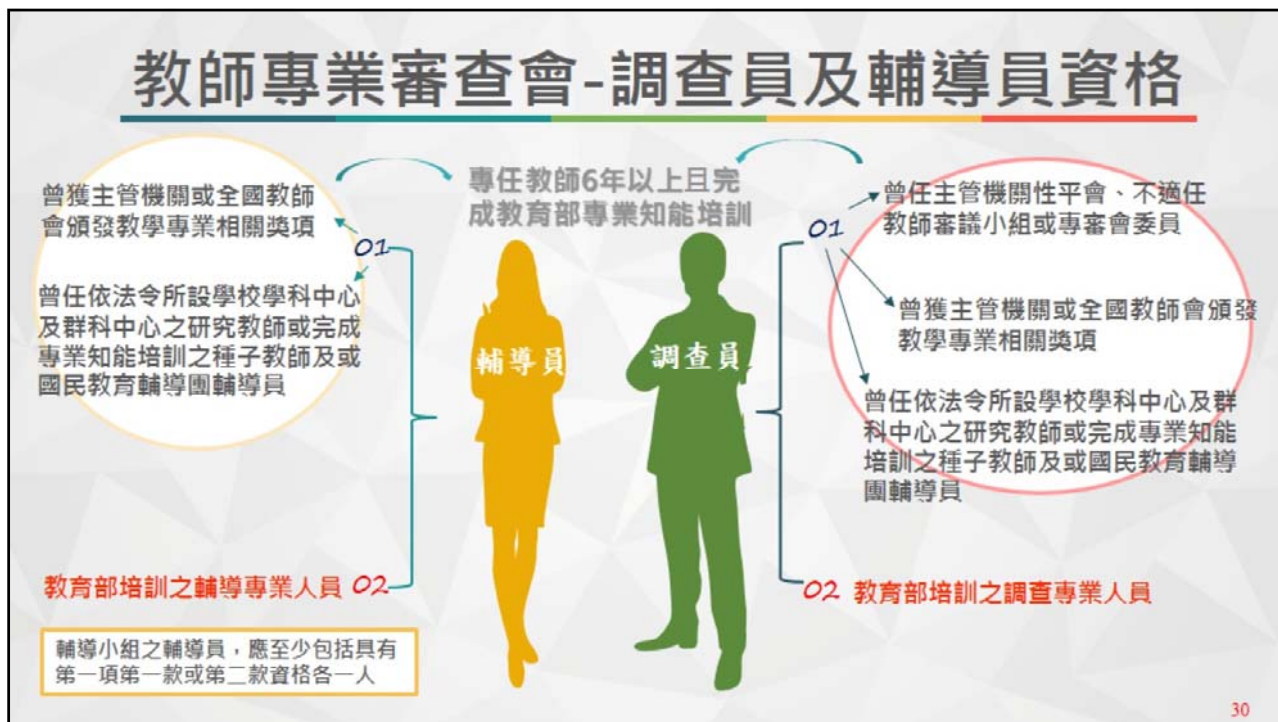 教師專業審查會-調查員及輔導員資格
專任教師6年以上且完
成教育部專業知能培訓
曾獲主管機關或全國教師
會頒發教學專業相關獎項
01
曾任依法令所設學校學科中心
及群科中心之研究教師或完成
專業知能培訓之種子教師及或
國民教育輔導團輔導員
輔導員
教育部培訓之輔導專業人員 02
輔導小組之輔導員，應至少包括具有
第一項第一款或第二款資格各一人
調查員
01
曾任主管機關性平會、不適任
教師審議小組或專審會委員
曾獲主管機關或全國教師會頒發
教學專業相關獎項
曾任依法令所設學校學科中心及群
科中心之研究教師或完成專業知能
培訓之種子教師及或國民教育輔導
團輔導員
02 教育部培訓之調查專業人員
30